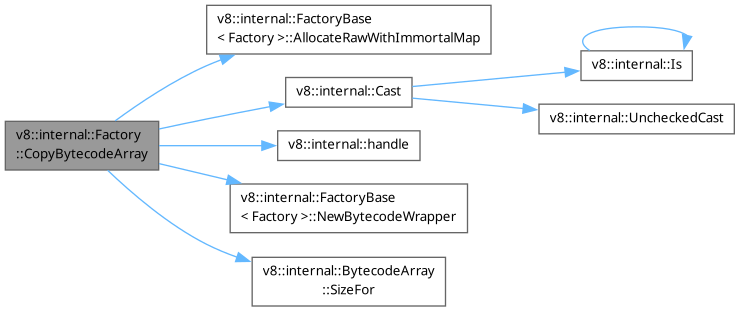 v8::internal::Factory
::CopyBytecodeArray
v8::internal::FactoryBase
< Factory >::AllocateRawWithImmortalMap
v8::internal::Cast
v8::internal::Is
v8::internal::UncheckedCast
v8::internal::handle
v8::internal::FactoryBase
< Factory >::NewBytecodeWrapper
v8::internal::BytecodeArray
::SizeFor